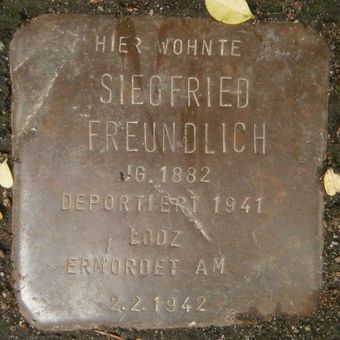 HIER WOHNTE
SIEGFRIED
FREUNDLICH
JG. 1882
DEPORTIERT 1941
LODZ
ERMORDET AM
2.2.1942